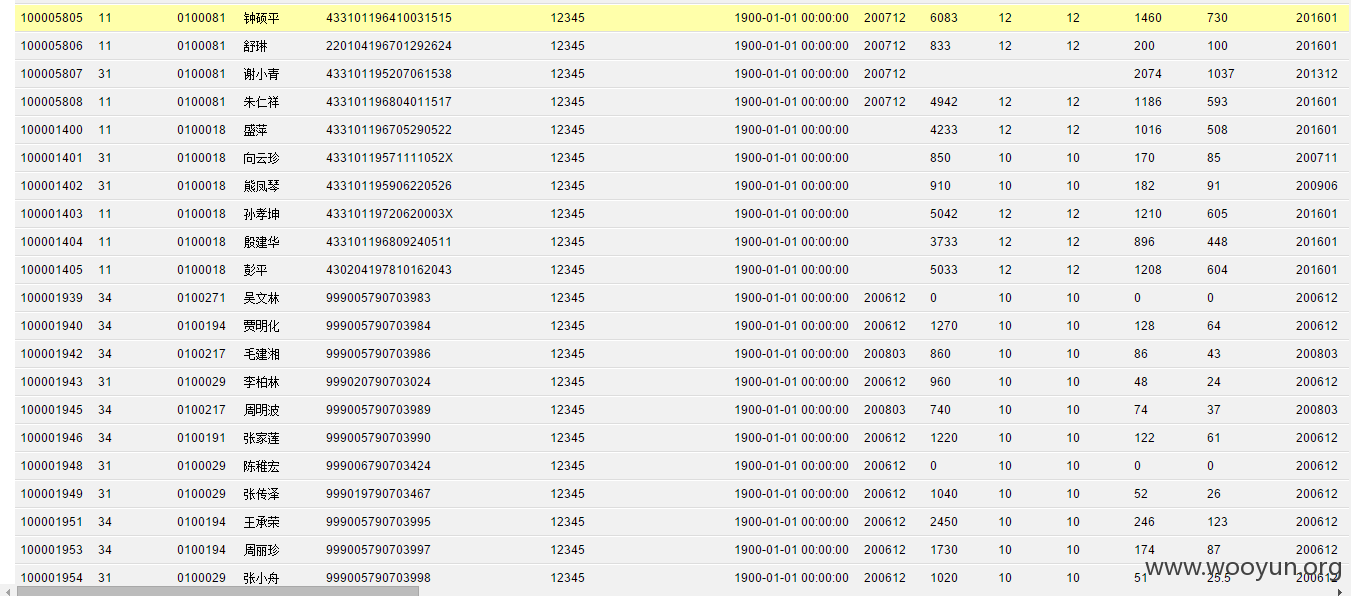 100005805 11 0100081 钟硕平 433101196410031515 12345 1900-01-01 00:00:00 200712 6083 12 12 1460 730 201601
100005806 11 0100081 舒琳 220104196701292624 12345 1900-01-01 00:00:00 200712 833 12 12 200 100 201601
100005807 31 0100081 谢小青 433101195207061538 12345 1900-01-01 00:00:00 200712 2074 1037 201312
100005808 11 0100081 朱仁祥 433101196804011517 12345 1900-01-01 00:00:00 200712 4942 12 12 1186 593 201601
100001400 11 0100018 盛萍 433101196705290522 12345 1900-01-01 00:00:00 4233 12 12 1016 508 201601
100001401 31 0100018 向云珍 43310119571111052X 12345 1900-01-01 00:00:00 850 10 10 170 85 200711
100001402 31 0100018 熊凤琴 433101195906220526 12345 1900-01-01 00:00:00 910 10 10 182 91 200906
100001403 11 0100018 孙孝坤 43310119720620003X 12345 1900-01-01 00:00:00 5042 12 12 1210 605 201601
100001404 11 0100018 殷建华 433101196809240511 12345 1900-01-01 00:00:00 3733 12 12 896 448 201601
100001405 11 0100018 彭平 430204197810162043 12345 1900-01-01 00:00:00 5033 12 12 1208 604 201601
100001939 34 0100271 吴文林 999005790703983 12345 1900-01-01 00:00:00 200612 0 10 10 0 0 200612
100001940 34 0100194 贾明化 999005790703984 12345 1900-01-01 00:00:00 200612 1270 10 10 128 64 200612
100001942 34 0100217 毛建湘 999005790703986 12345 1900-01-01 00:00:00 200803 860 10 10 86 43 200803
100001943 31 0100029 李柏林 999020790703024 12345 1900-01-01 00:00:00 200612 960 10 10 48 24 200612
100001945 34 0100217 周明波 999005790703989 12345 1900-01-01 00:00:00 200803 740 10 10 74 37 200803
100001946 34 0100191 张家莲 999005790703990 12345 1900-01-01 00:00:00 200612 1220 10 10 122 61 200612
100001948 31 0100029 陈稚宏 999006790703424 12345 1900-01-01 00:00:00 200612 0 10 10 0 0 200612
100001949 31 0100029 张传泽 999019790703467 12345 1900-01-01 00:00:00 200612 1040 10 10 52 26 200612
100001951 34 0100194 王承荣 999005790703995 12345 1900-01-01 00:00:00 200612 2450 10 10 246 123 200612
100001953 34 0100194 周丽珍 999005790703997 12345 1900-01-01 00:00:00 200612 1730 10 10 174 87 200612
100001954 31 0100029 张小舟 999005790703998 12345 1900-01-01 00:00:00 200612 1020 10 10 51 25.5 200612
www.wooyun.org